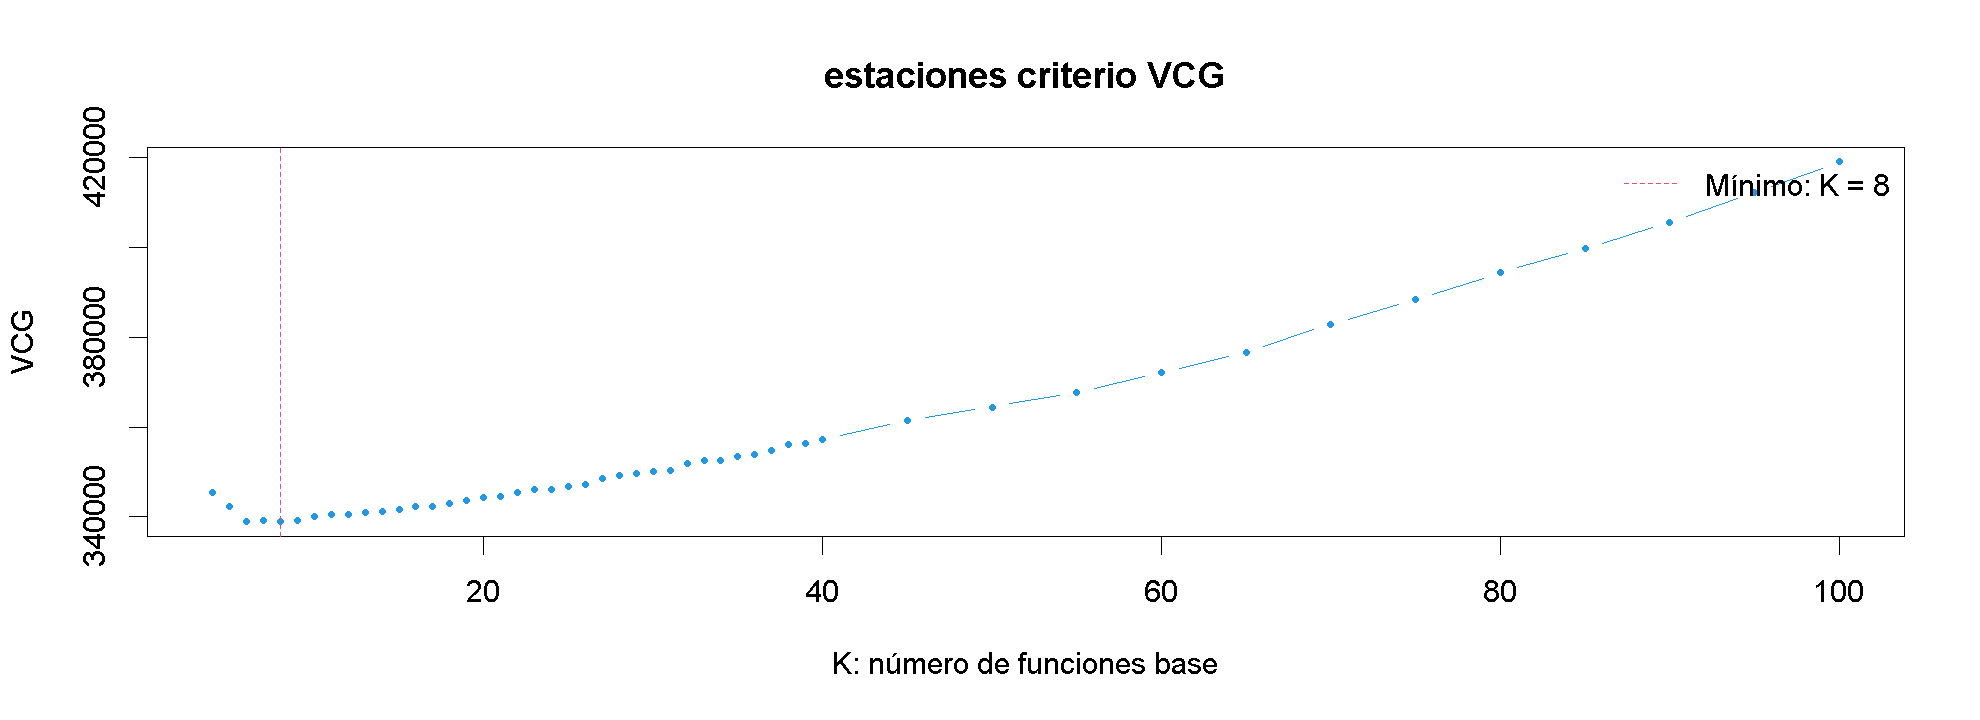 estaciones criterio VCG
VCG
420000
380000
340000
Mínimo: K = 8
20 40 60 80 100
K: número de funciones base